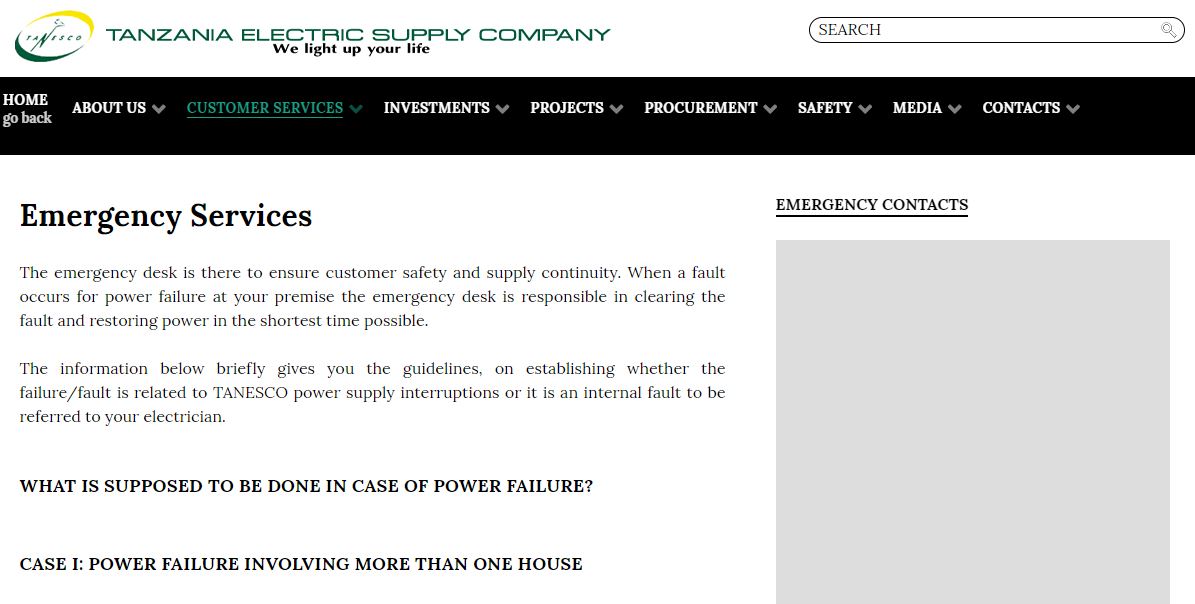 TANESCO
TANZANIA ELECTRIC SUPPLY COMPANY
We light up your life
SEARCH
HOME
go back
ABOUT US
CUSTOMER SERVICES
INVESTMENTS
PROJECTS
PROCUREMENT
SAFETY
MEDIA
CONTACTS
Emergency Services
The emergency desk is there to ensure customer safety and supply continuity. When a fault
occurs for power failure at your premise the emergency desk is responsible in clearing the
fault and restoring power in the shortest time possible.
The information below briefly gives you the guidelines, on establishing whether the
failure/fault is related to TANESCO power supply interruptions or it is an internal fault to be
referred to your electrician.
WHAT IS SUPPOSED TO BE DONE IN CASE OF POWER FAILURE?
CASE I: POWER FAILURE INVOLVING MORE THAN ONE HOUSE
EMERGENCY CONTACTS